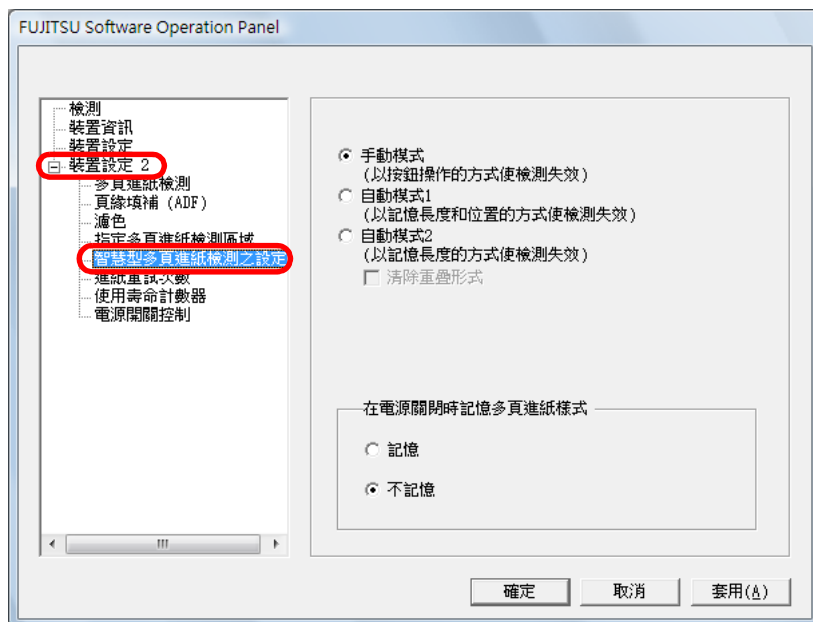 FUJITSU Software Operation Panel
檢測
裝置資訊
裝置設定
裝置設定 2
多頁進紙檢測
頁緣填補 (ADF)
濾色
指定多頁進紙檢測區域
智慧型多頁進紙檢測之設定
進紙重試次數
使用壽命計數器
電源開關控制
手動模式
(以按鈕操作的方式使檢測失效)
自動模式1
(以記憶長度和位置的方式使檢測失效)
自動模式2
(以記憶長度的方式使檢測失效)
清除重疊形式
在電源關閉時記憶多頁進紙樣式
記憶
不記憶
確定
取消
套用(A)